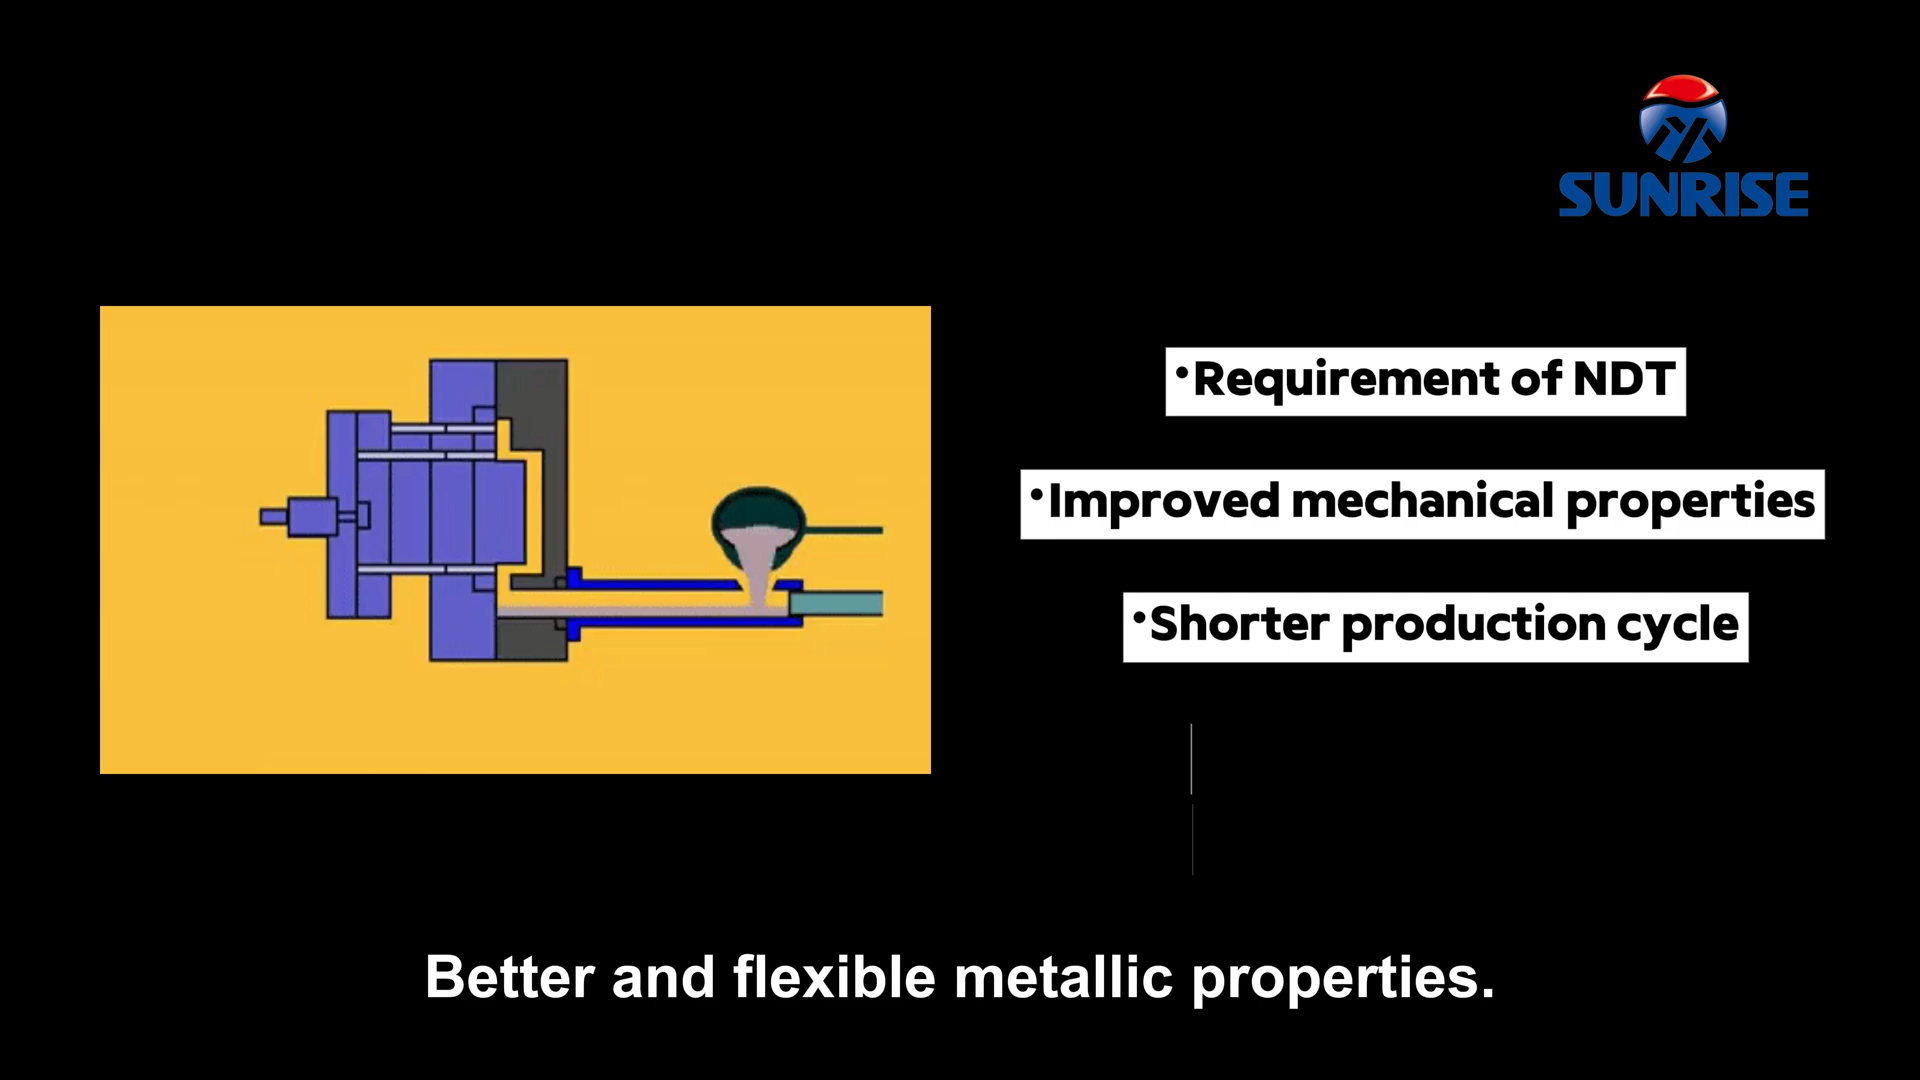 SUNRISE
•Requirement of NDT
•Improved mechanical properties
•Shorter production cycle
Better and flexible metallic properties.